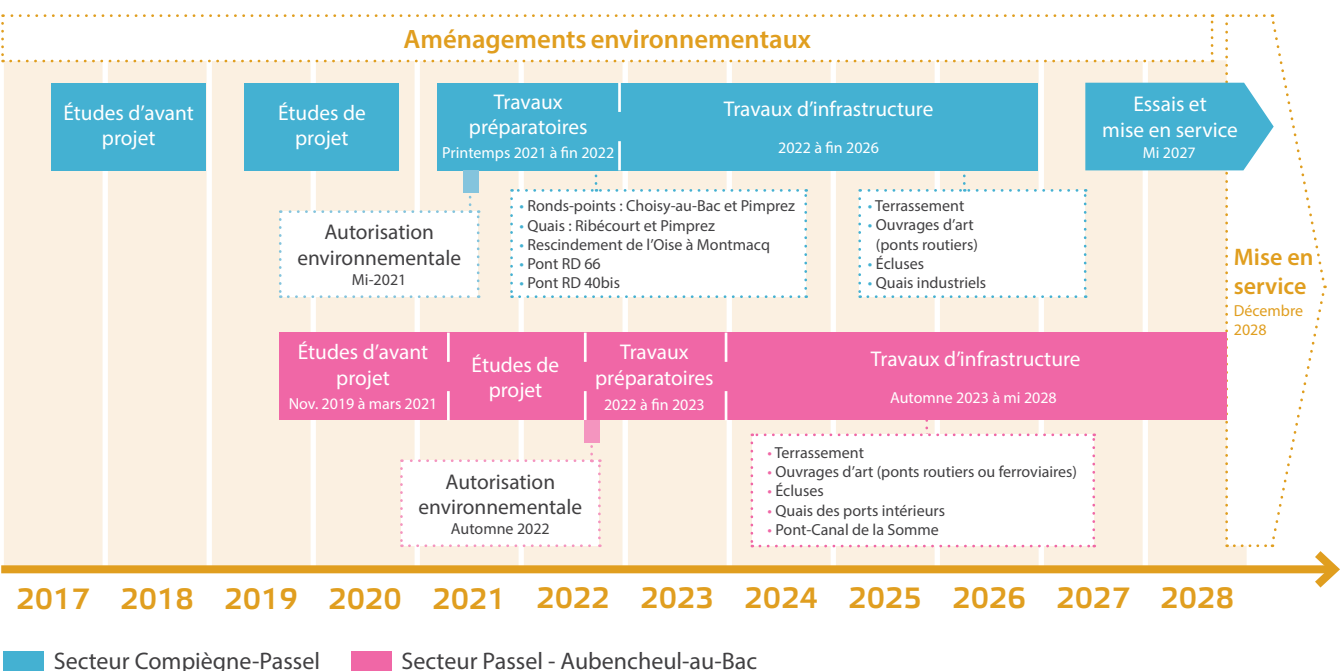 Aménagements environnementaux
Études d'avant
projet
Études de
projet
Travaux
préparatoires
Printemps 2021 à fin 2022
Travaux d'infrastructure
2022 à fin 2026
Essais et
mise en service
Mi 2027
Autorisation
environnementale
Mi-2021
• Ronds-points : Choisy-au-Bac et Pimprez
• Quais : Ribécourt et Pimprez
• Rescindement de l'Oise à Montmacq
• Pont RD 66
• Pont RD 40bis
• Terrassement
• Ouvrages d'art
(ponts routiers)
• Écluses
• Quais industriels
Mise en
service
Décembre
2028
Études d'avant
projet
Nov. 2019 à mars 2021
Études de
projet
Travaux
préparatoires
2022 à fin 2023
Travaux d'infrastructure
Automne 2023 à mi 2028
Autorisation
environnementale
Automne 2022
• Terrassement
• Ouvrages d'art (ponts routiers ou ferroviaires)
• Écluses
• Quais des ports intérieurs
• Pont-Canal de la Somme
2017 2018 2019 2020 2021 2022 2023 2024 2025 2026 2027 2028
Secteur Compiègne-Passel Secteur Passel - Aubencheul-au-Bac